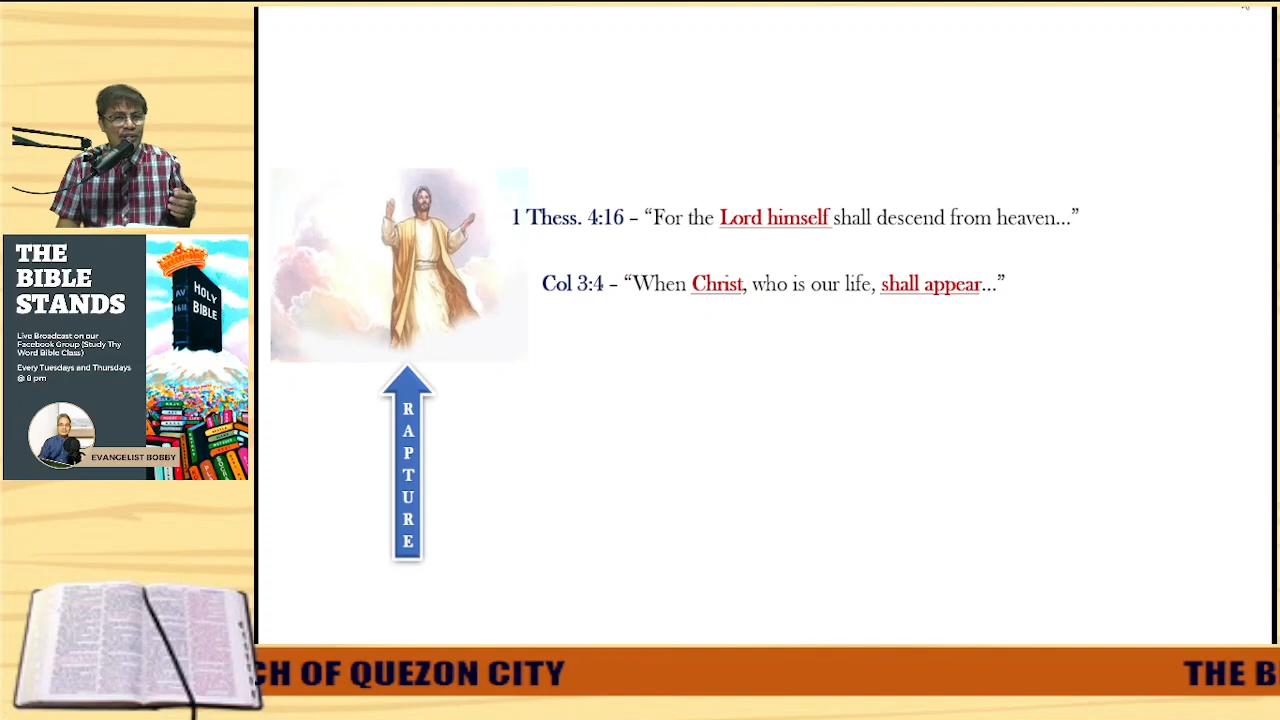 1 Thess. 4:16 – “For the Lord himself shall descend from heaven…”
Col 3:4 – “When Christ, who is our life, shall appear…”
R
A
P
T
U
R
E
THE
BIBLE
STANDS
Live Broadcast on our
Facebook Group (Study Thy
Word Bible Class)
Every Tuesdays and Thursdays
@ 8 pm
EVANGELIST BOBBY
AV
1611
HOLY
BIBLE
CH OF QUEZON CITY
THE B